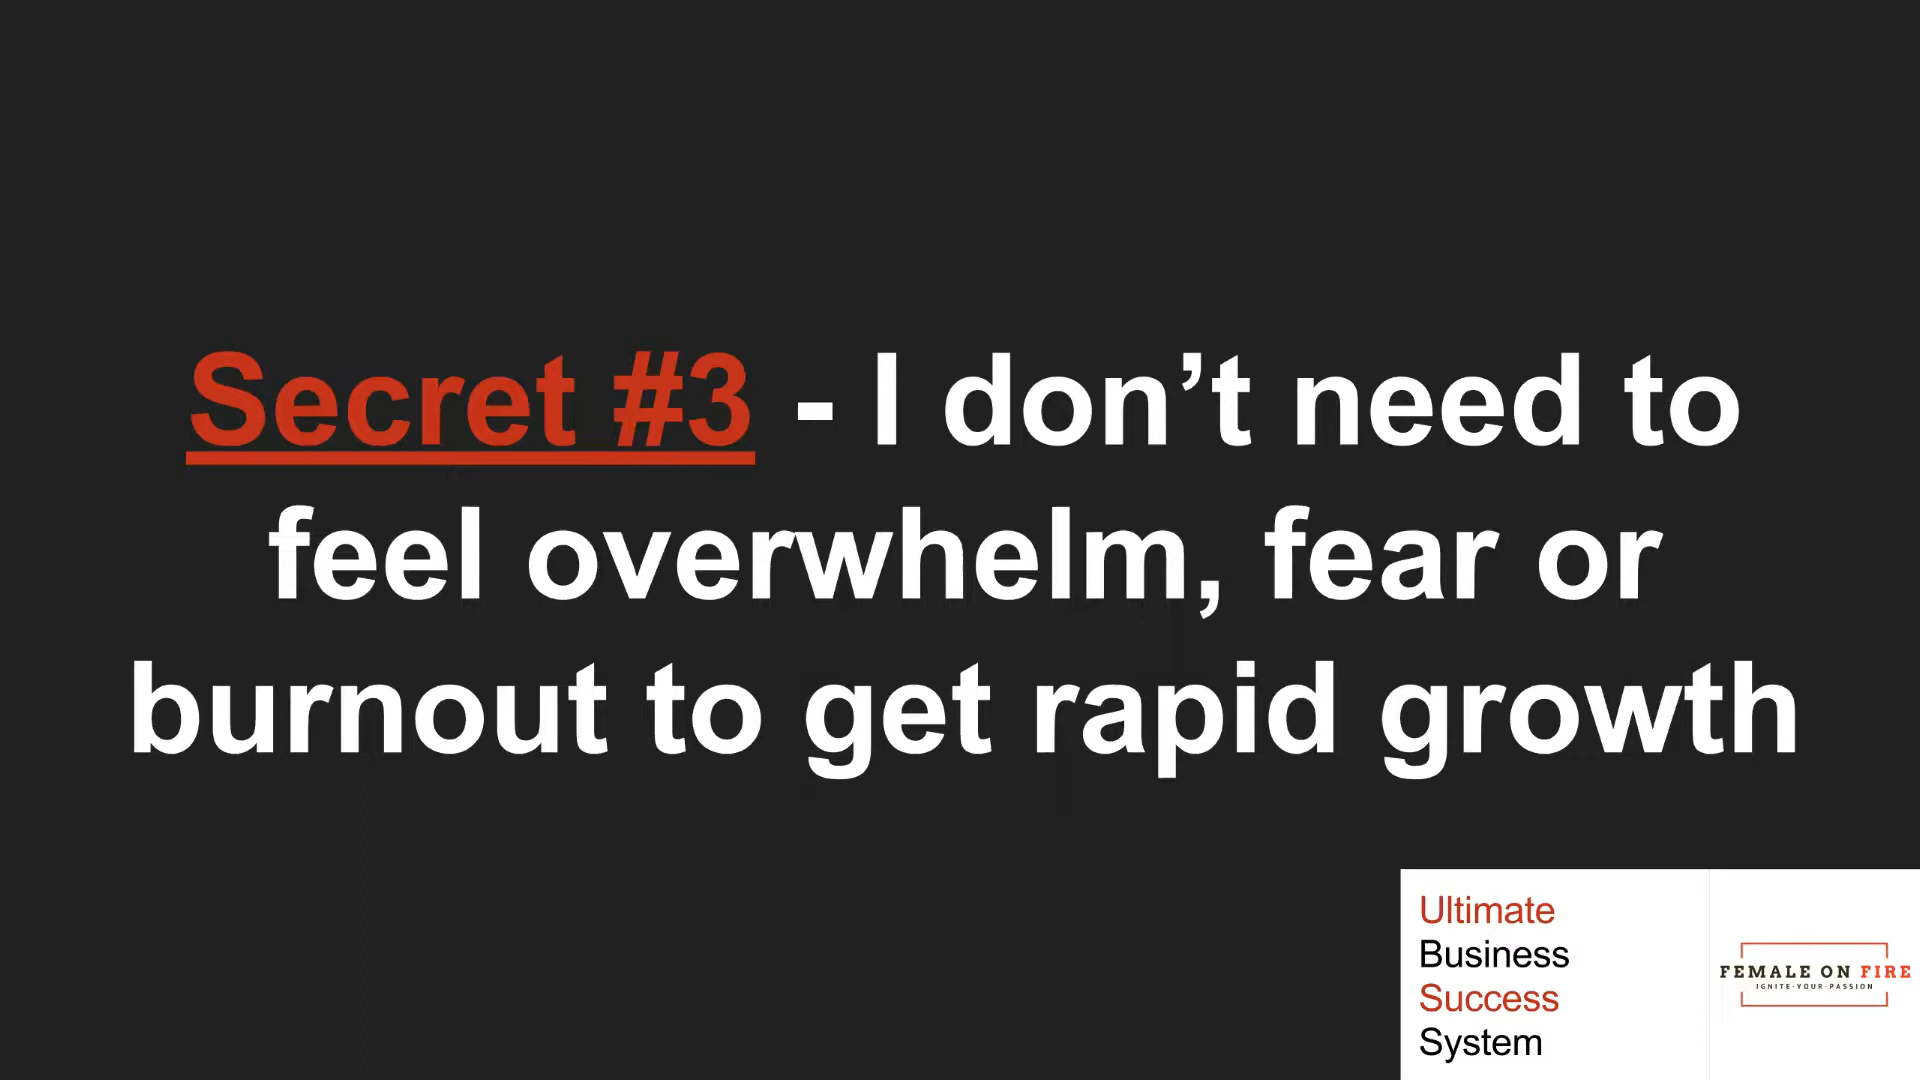 Secret #3 - I don’t need to
feel overwhelm, fear or
burnout to get rapid growth
Ultimate
Business
Success
System
FEMALE ON FIRE
IGNITE·YOUR·PASSION